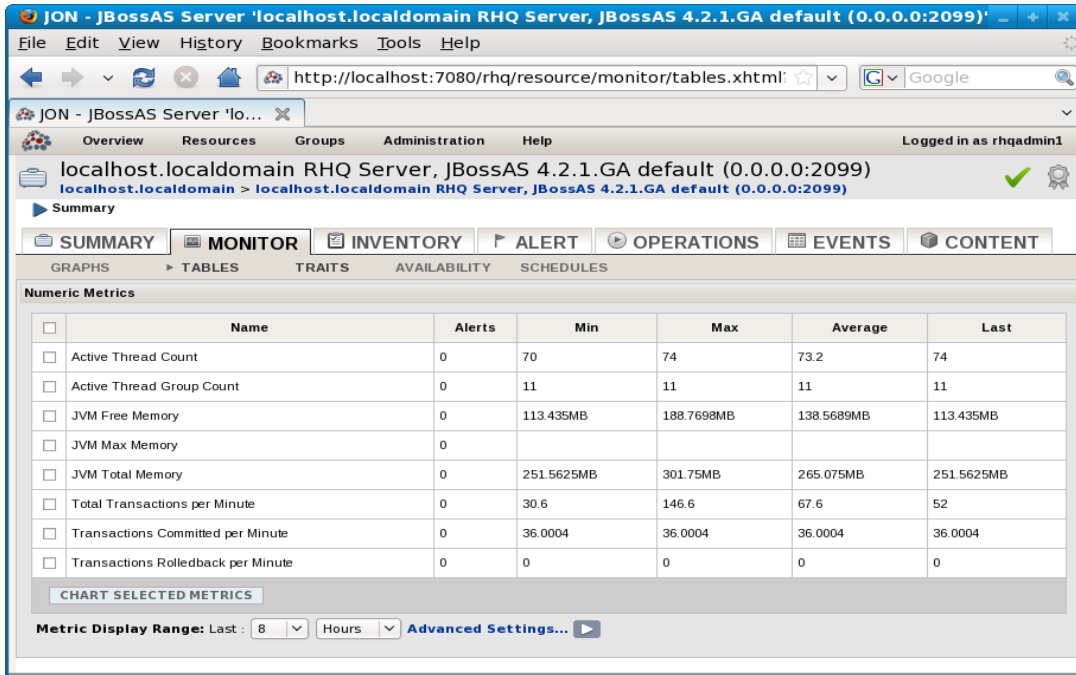 JON - JBossAS Server 'localhost.localdomain RHQ Server, JBossAS 4.2.1.GA default (0.0.0.0:2099)'
File Edit View History Bookmarks Tools Help
http://localhost:7080/rhq/resource/monitor/tables.xhtml? G Google
JON - JBossAS Server 'lo...
Overview Resources Groups Administration Help Logged in as rhqadmin1
localhost.localdomain RHQ Server, JBossAS 4.2.1.GA default (0.0.0.0:2099)
localhost.localdomain > localhost.localdomain RHQ Server, JBossAS 4.2.1.GA default (0.0.0.0:2099)
Summary
SUMMARY MONITOR INVENTORY ALERT OPERATIONS EVENTS CONTENT
GRAPHS TABLES TRAITS AVAILABILITY SCHEDULES
Numeric Metrics
Name Alerts Min Max Average Last
Active Thread Count 0 70 74 73.2 74
Active Thread Group Count 0 11 11 11 11
JVM Free Memory 0 113.435MB 188.7698MB 138.5689MB 113.435MB
JVM Max Memory 0
JVM Total Memory 0 251.5625MB 301.75MB 265.075MB 251.5625MB
Total Transactions per Minute 0 30.6 146.6 67.6 52
Transactions Committed per Minute 0 36.0004 36.0004 36.0004 36.0004
Transactions Rolledback per Minute 0 0 0 0 0
CHART SELECTED METRICS
Metric Display Range: Last : 8 Hours Advanced Settings...